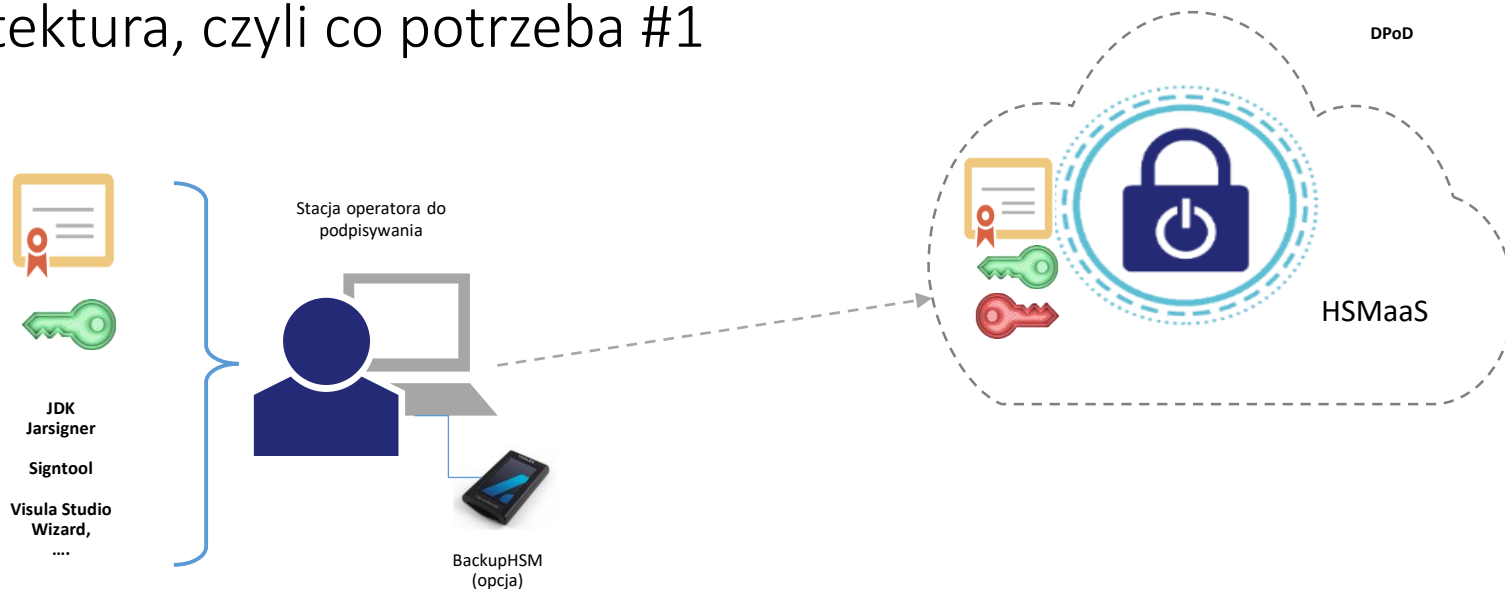 tektura, czyli co potrzeba #1
DPoD
Stacja operatora do
podpisywania
HSMaaS
JDK
Jarsigner
Signtool
Visula Studio
Wizard,
....
BackupHSM
(opcja)